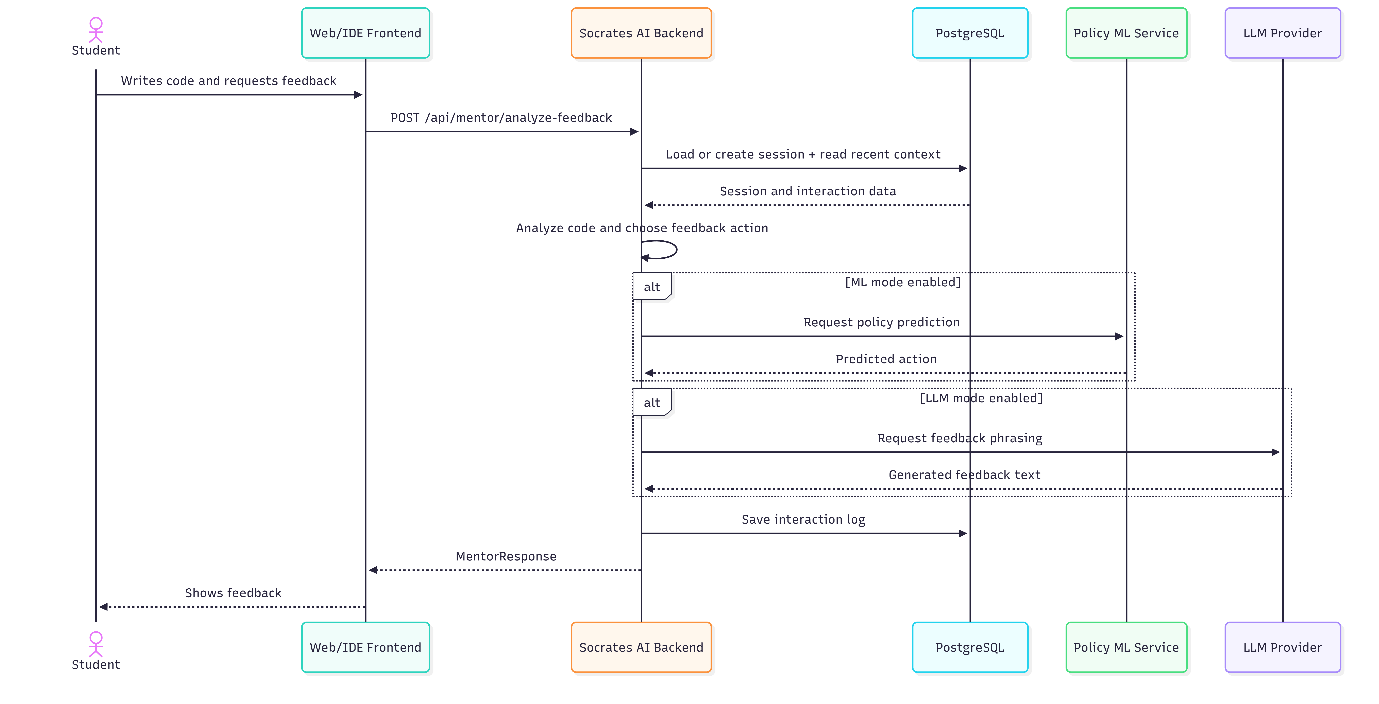 Student
Web/IDE Frontend
Socrates AI Backend
PostgreSQL
Policy ML Service
LLM Provider
Writes code and requests feedback
POST /api/mentor/analyze-feedback
Load or create session + read recent context
Session and interaction data
Analyze code and choose feedback action
alt
[ML mode enabled]
Request policy prediction
Predicted action
alt
[LLM mode enabled]
Request feedback phrasing
Generated feedback text
Save interaction log
MentorResponse
Shows feedback
Student
Web/IDE Frontend
Socrates AI Backend
PostgreSQL
Policy ML Service
LLM Provider